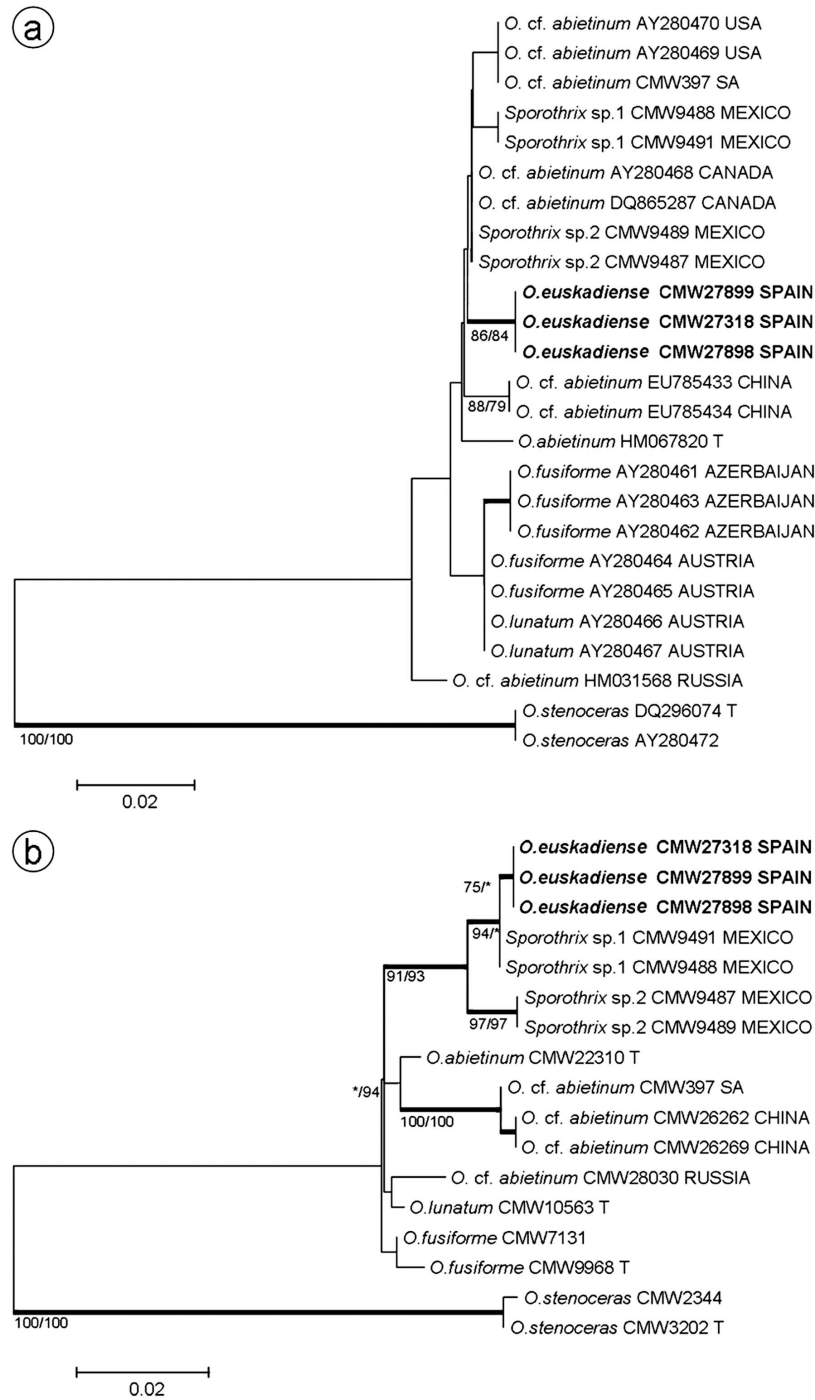 a
O. cf. abietinum AY280470 USA
O. cf. abietinum AY280469 USA
O. cf. abietinum CMW397 SA
Sporothrix sp.1 CMW9488 MEXICO
Sporothrix sp.1 CMW9491 MEXICO
O. cf. abietinum AY280468 CANADA
O. cf. abietinum DQ865287 CANADA
Sporothrix sp.2 CMW9489 MEXICO
Sporothrix sp.2 CMW9487 MEXICO
O.euskadiense CMW27899 SPAIN
O.euskadiense CMW27318 SPAIN
86/84
O.euskadiense CMW27898 SPAIN
O. cf. abietinum EU785433 CHINA
88/79
O. cf. abietinum EU785434 CHINA
O.abietinum HM067820 T
O.fusiforme AY280461 AZERBAIJAN
O.fusiforme AY280463 AZERBAIJAN
O.fusiforme AY280462 AZERBAIJAN
O.fusiforme AY280464 AUSTRIA
O.fusiforme AY280465 AUSTRIA
O.lunatum AY280466 AUSTRIA
O.lunatum AY280467 AUSTRIA
O. cf. abietinum HM031568 RUSSIA
O.stenoceras DQ296074 T
100/100
O.stenoceras AY280472
0.02
b
O.euskadiense CMW27318 SPAIN
O.euskadiense CMW27899 SPAIN
75/*
O.euskadiense CMW27898 SPAIN
94/*
Sporothrix sp.1 CMW9491 MEXICO
Sporothrix sp.1 CMW9488 MEXICO
91/93
Sporothrix sp.2 CMW9487 MEXICO
97/97
Sporothrix sp.2 CMW9489 MEXICO
O.abietinum CMW22310 T
O. cf. abietinum CMW397 SA
*/94
O. cf. abietinum CMW26262 CHINA
100/100
O. cf. abietinum CMW26269 CHINA
O. cf. abietinum CMW28030 RUSSIA
O.lunatum CMW10563 T
O.fusiforme CMW7131
O.fusiforme CMW9968 T
O.stenoceras CMW2344
100/100
O.stenoceras CMW3202 T
0.02